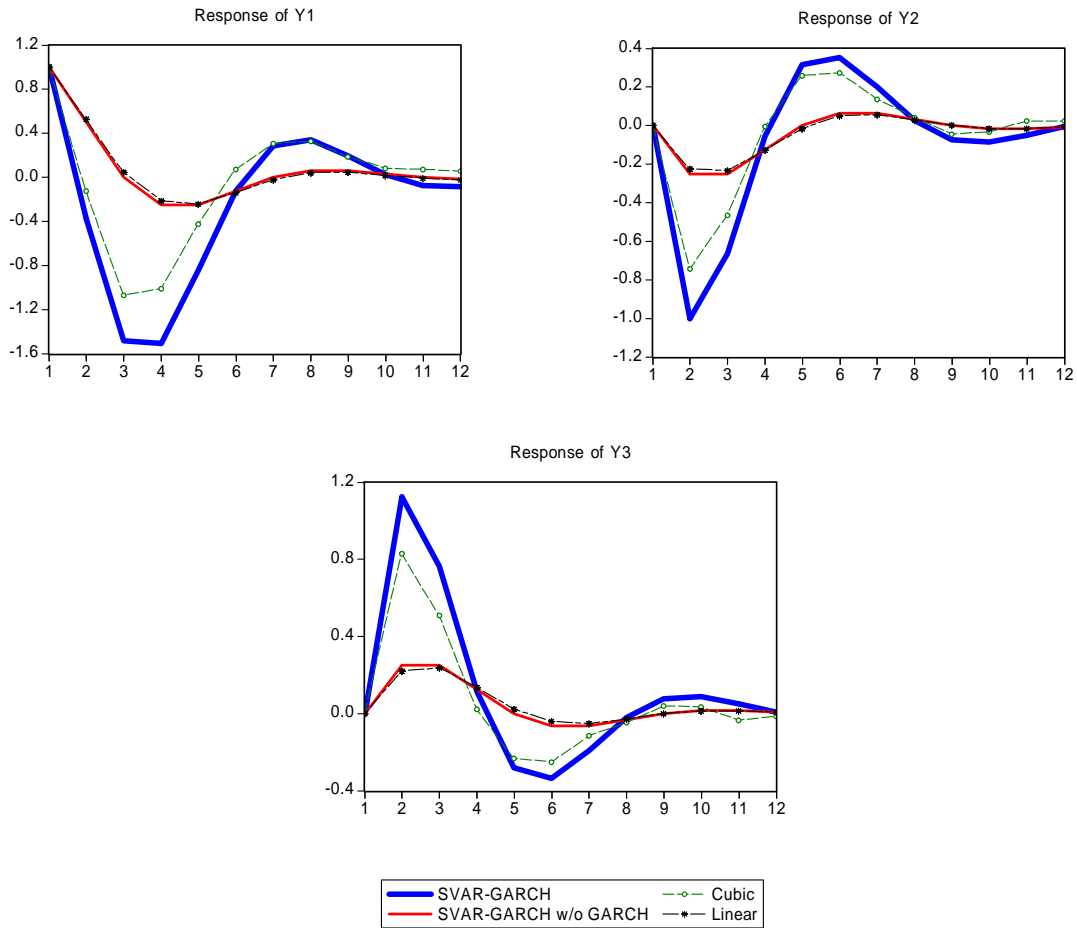 Response of Y1
1.2
0.8
0.4
0.0
-0.4
-0.8
-1.2
-1.6
1 2 3 4 5 6 7 8 9 10 11 12
Response of Y2
0.4
0.2
0.0
-0.2
-0.4
-0.6
-0.8
-1.0
-1.2
1 2 3 4 5 6 7 8 9 10 11 12
Response of Y3
1.2
0.8
0.4
0.0
-0.4
1 2 3 4 5 6 7 8 9 10 11 12
SVAR-GARCH
SVAR-GARCH w/o GARCH
Cubic
Linear